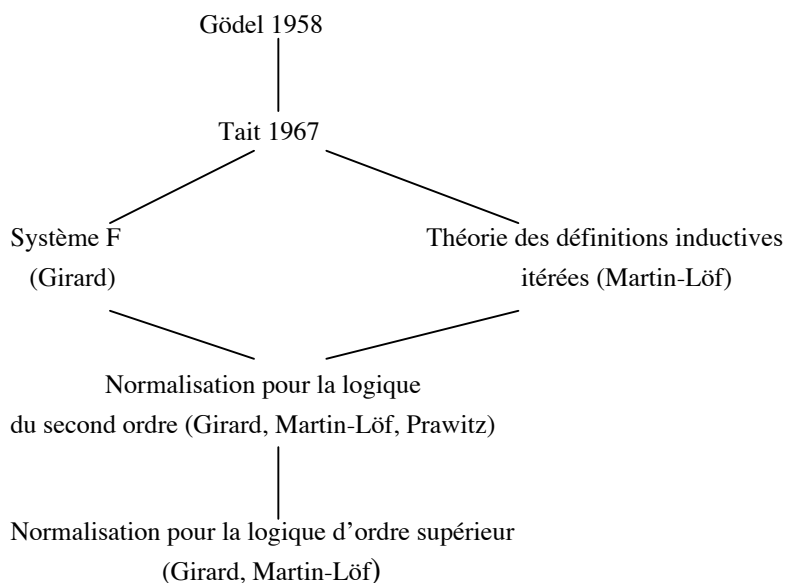 Gödel 1958
Tait 1967
Système F
(Girard)
Théorie des définitions inductives
itérées (Martin-Löf)
Normalisation pour la logique
du second ordre (Girard, Martin-Löf, Prawitz)
Normalisation pour la logique d’ordre supérieur
(Girard, Martin-Löf)